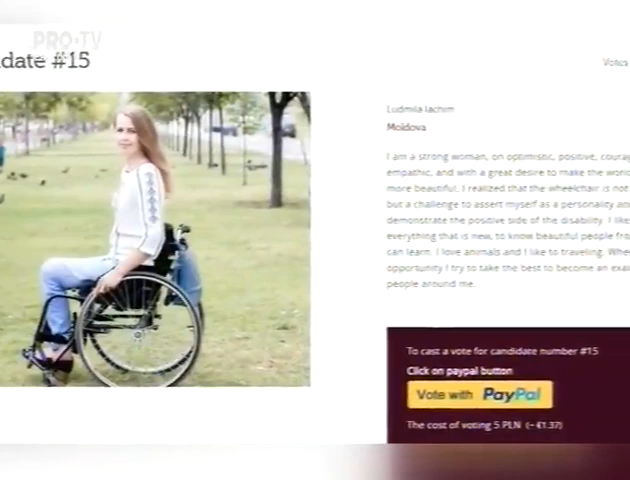 PRO•TV
date #15
Votes
Ludmila Iachim
Moldova
I am a strong woman, on optimistic, positive, courag
empathic, and with a great desire to make the world
more beautiful. I realized that the wheelchair is not
but a challenge to assert myself as a personality and
demonstrate the positive side of the disability. I like
everything that is new, to know beautiful people fro
can learn. I love animals and I like to traveling. Whe
opportunity I try to take the best to become an exa
people around me.
To cast a vote for candidate number #15
Click on paypal button
Vote with PayPal
The cost of voting 5 PLN (~ €1.37)